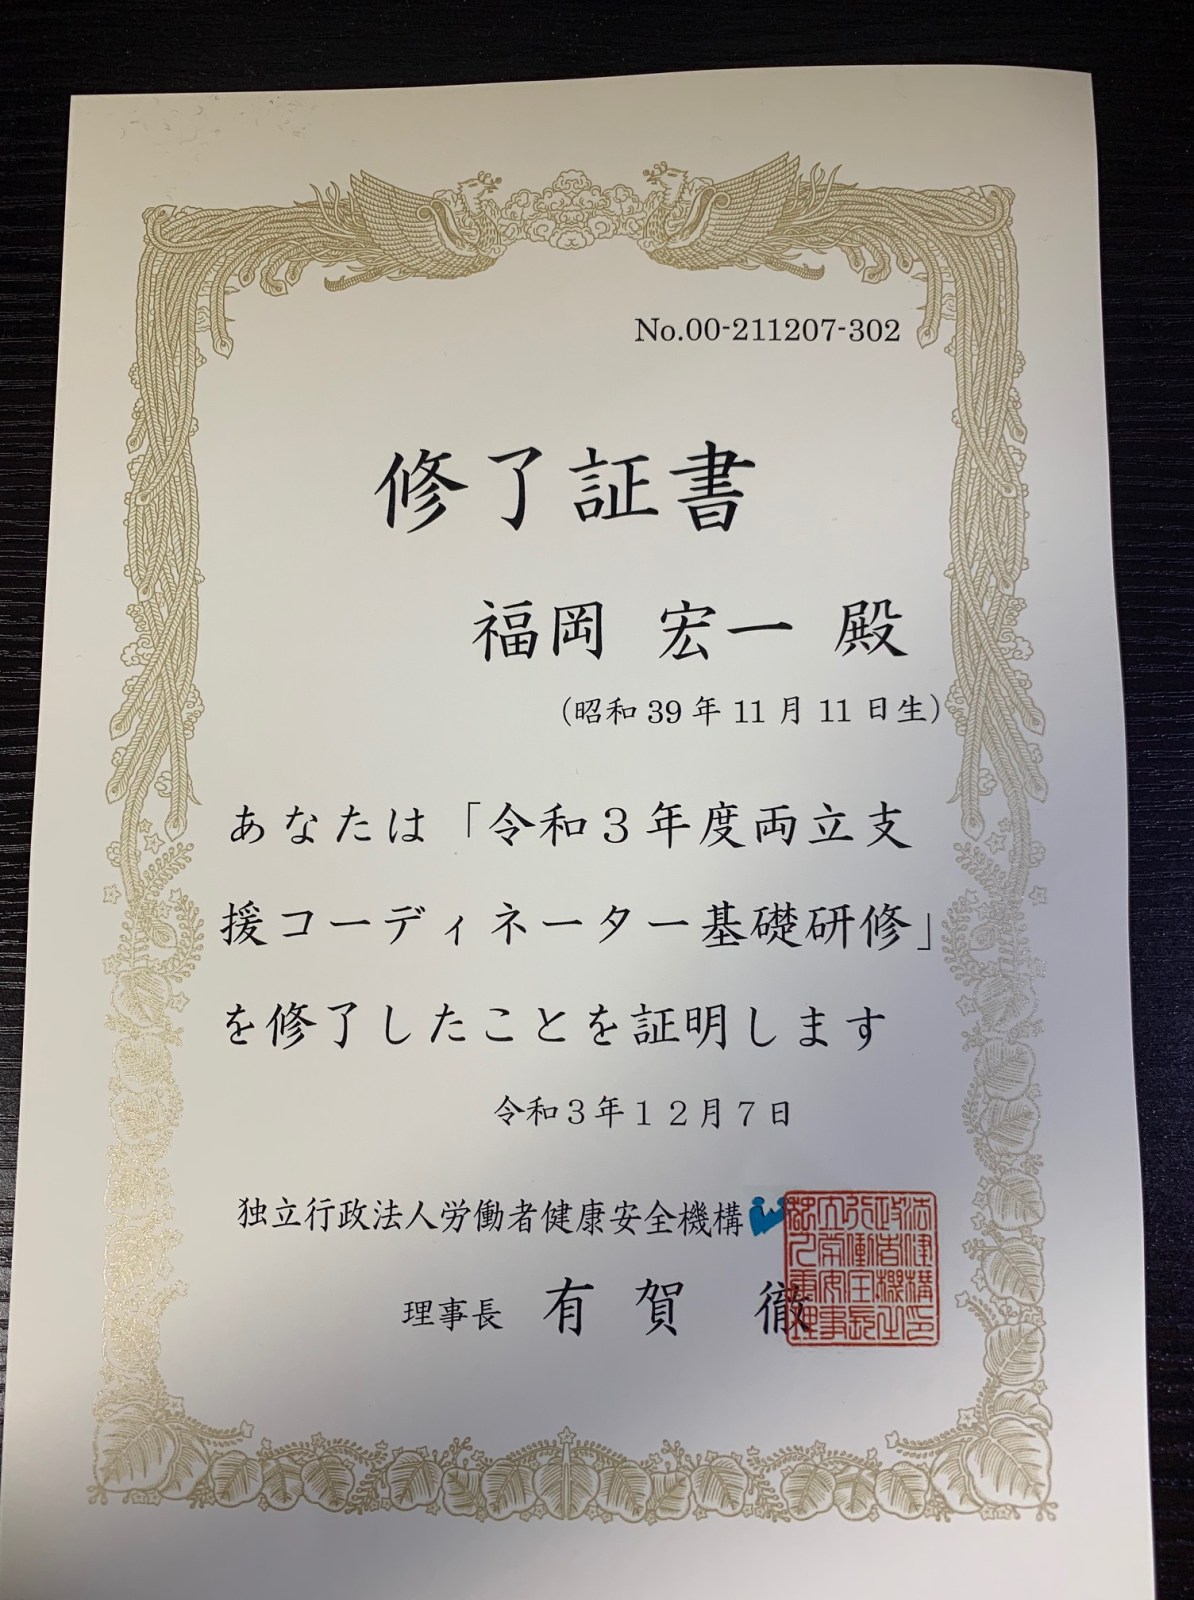 No.00-211207-302
修了証書
福岡 宏一 殿
（昭和 39 年 11 月 11 日生）
あなたは「令和３年度両立支
援コーディネーター基礎研修」
を修了したことを証明します
令和３年１２月７日
独立行政法人労働者健康安全機構
理事長 有 賀 徹